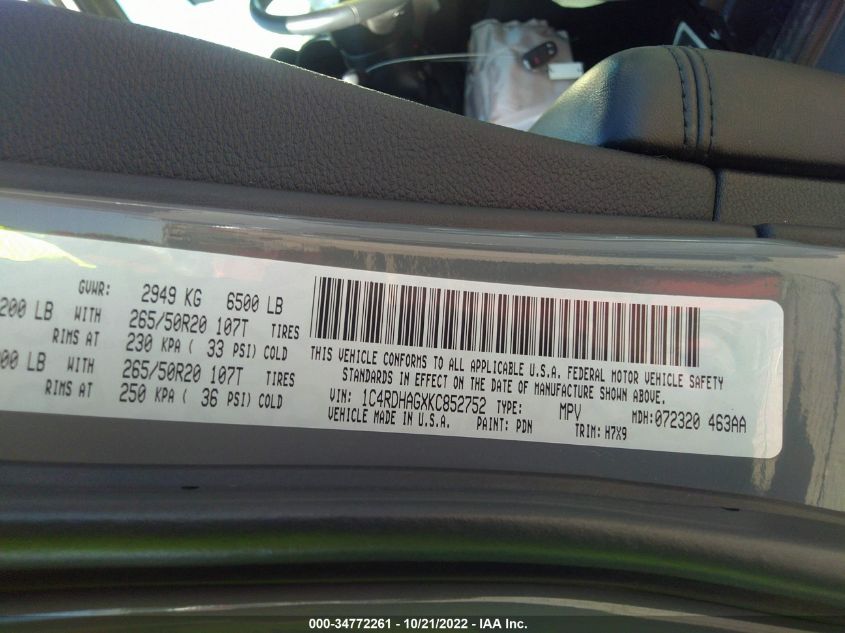 GVWR: 2949 KG 6500 LB
200 LB WITH 265/50R20 107T TIRES
RIMS AT 230 KPA ( 33 PSI) COLD
00 LB WITH 265/50R20 107T TIRES
RIMS AT 250 KPA ( 36 PSI) COLD
THIS VEHICLE CONFORMS TO ALL APPLICABLE U.S.A. FEDERAL MOTOR VEHICLE SAFETY
STANDARDS IN EFFECT ON THE DATE OF MANUFACTURE SHOWN ABOVE.
VIN: 1C4RDHAGXKC852752 TYPE: MPV MDH:072320 463AA
VEHICLE MADE IN U.S.A. PAINT: PDN TRIM: H7X9
000-34772261 - 10/21/2022 - IAA Inc.